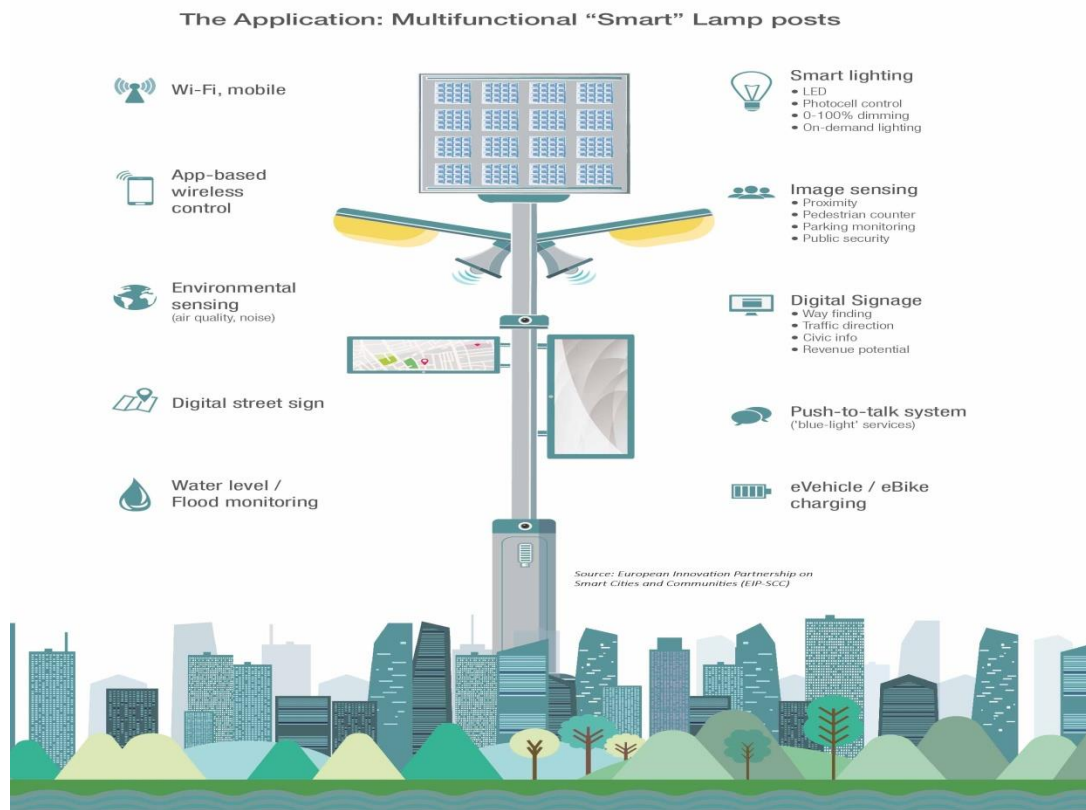 The Application: Multifunctional “Smart” Lamp posts
Wi-Fi, mobile
App-based
wireless
control
Environmental
sensing
(air quality, noise)
Digital street sign
Water level /
Flood monitoring
Smart lighting
• LED
• Photocell control
• 0-100% dimming
• On-demand lighting
Image sensing
• Proximity
• Pedestrian counter
• Parking monitoring
• Public security
Digital Signage
• Way finding
• Traffic direction
• Civic info
• Revenue potential
Push-to-talk system
('blue-light' services)
eVehicle / eBike
charging
Source: European Innovation Partnership on
Smart Cities and Communities (EIP-SCC)